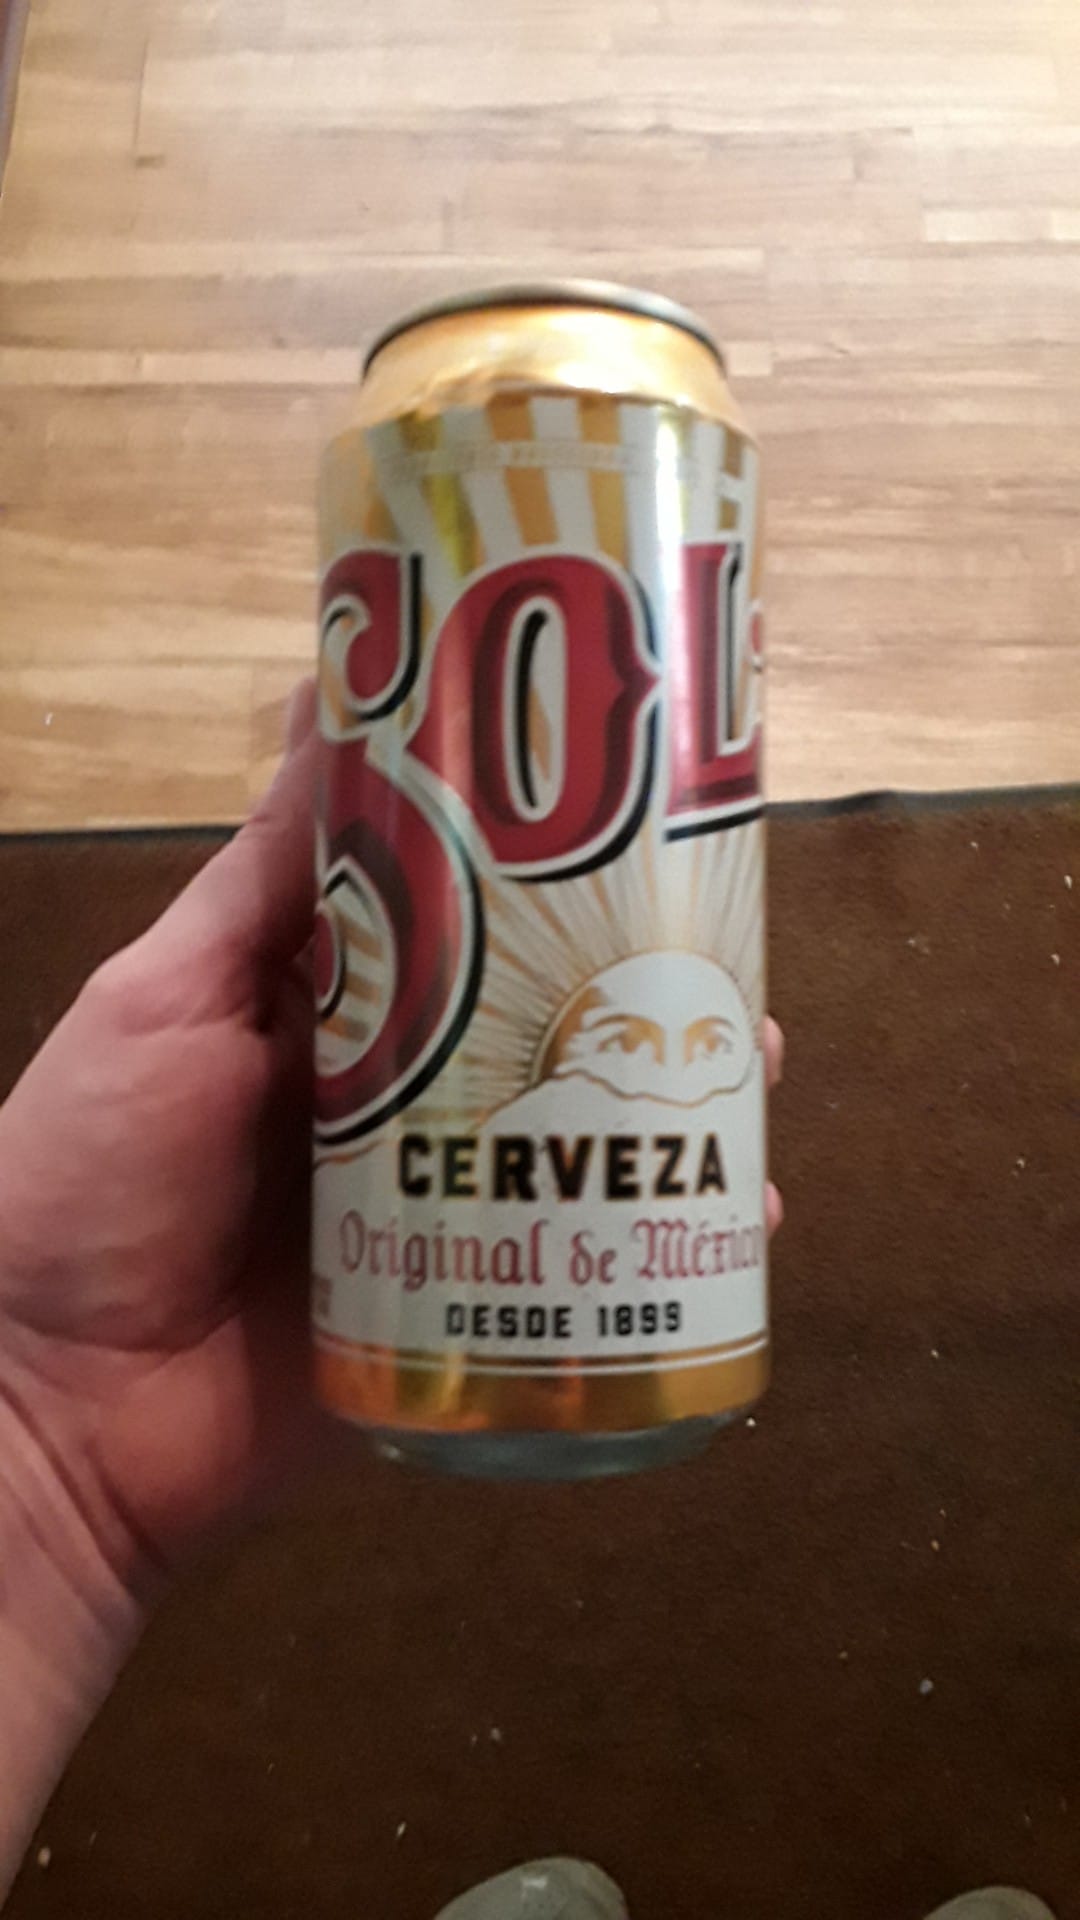 Sol
CERVEZA
Original de México
DESDE 1899